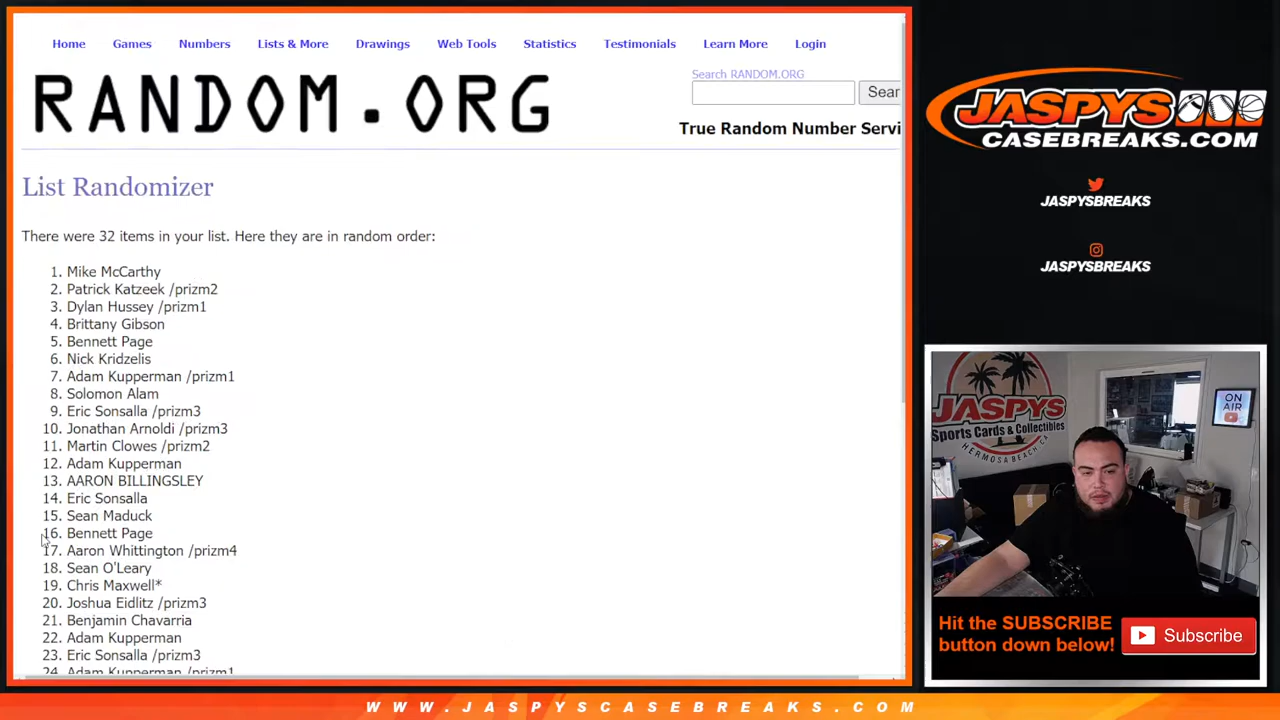 Home Games Numbers Lists & More Drawings Web Tools Statistics Testimonials Learn More Login
RANDOM.ORG
Search RANDOM.ORG
Sear
True Random Number Servi
List Randomizer
There were 32 items in your list. Here they are in random order:
1. Mike McCarthy
2. Patrick Katzeek /prizm2
3. Dylan Hussey /prizm1
4. Brittany Gibson
5. Bennett Page
6. Nick Kridzelis
7. Adam Kupperman /prizm1
8. Solomon Alam
9. Eric Sonsalla /prizm3
10. Jonathan Arnoldi /prizm3
11. Martin Clowes /prizm2
12. Adam Kupperman
13. AARON BILLINGSLEY
14. Eric Sonsalla
15. Sean Maduck
16. Bennett Page
17. Aaron Whittington /prizm4
18. Sean O'Leary
19. Chris Maxwell*
20. Joshua Eidlitz /prizm3
21. Benjamin Chavarria
22. Adam Kupperman
23. Eric Sonsalla /prizm3
24. Adam Kupperman /prizm1
JASPYS
CASEBREAKS.COM
JASPYSBREAKS
JASPYSBREAKS
JASPYS
Sports Cards & Collectibles
HERMOSA BEACH, CA
ON
AIR
Hit the SUBSCRIBE
button down below!
Subscribe
WWW.JASPYSCASEBREAKS.COM